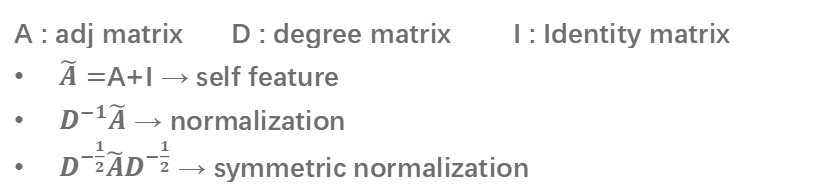 A : adj matrix D : degree matrix I : Identity matrix
• Ã =A+I → self feature
• D⁻¹Ã → normalization
• D^{-1/2}ÃD^{-1/2} → symmetric normalization